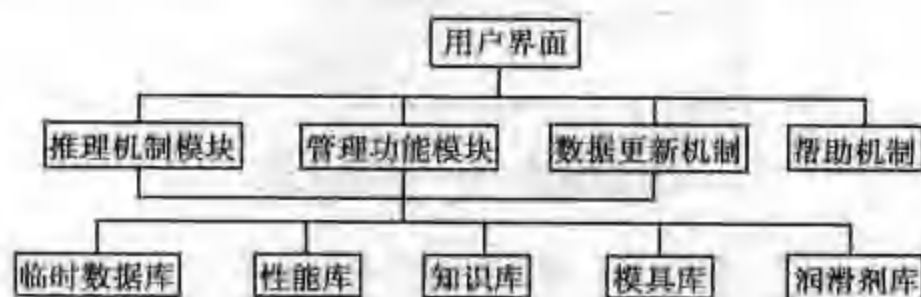 用户界面
推理机制模块
管理功能模块
数据更新机制
帮助机制
临时数据库
性能库
知识库
模具库
润滑剂库